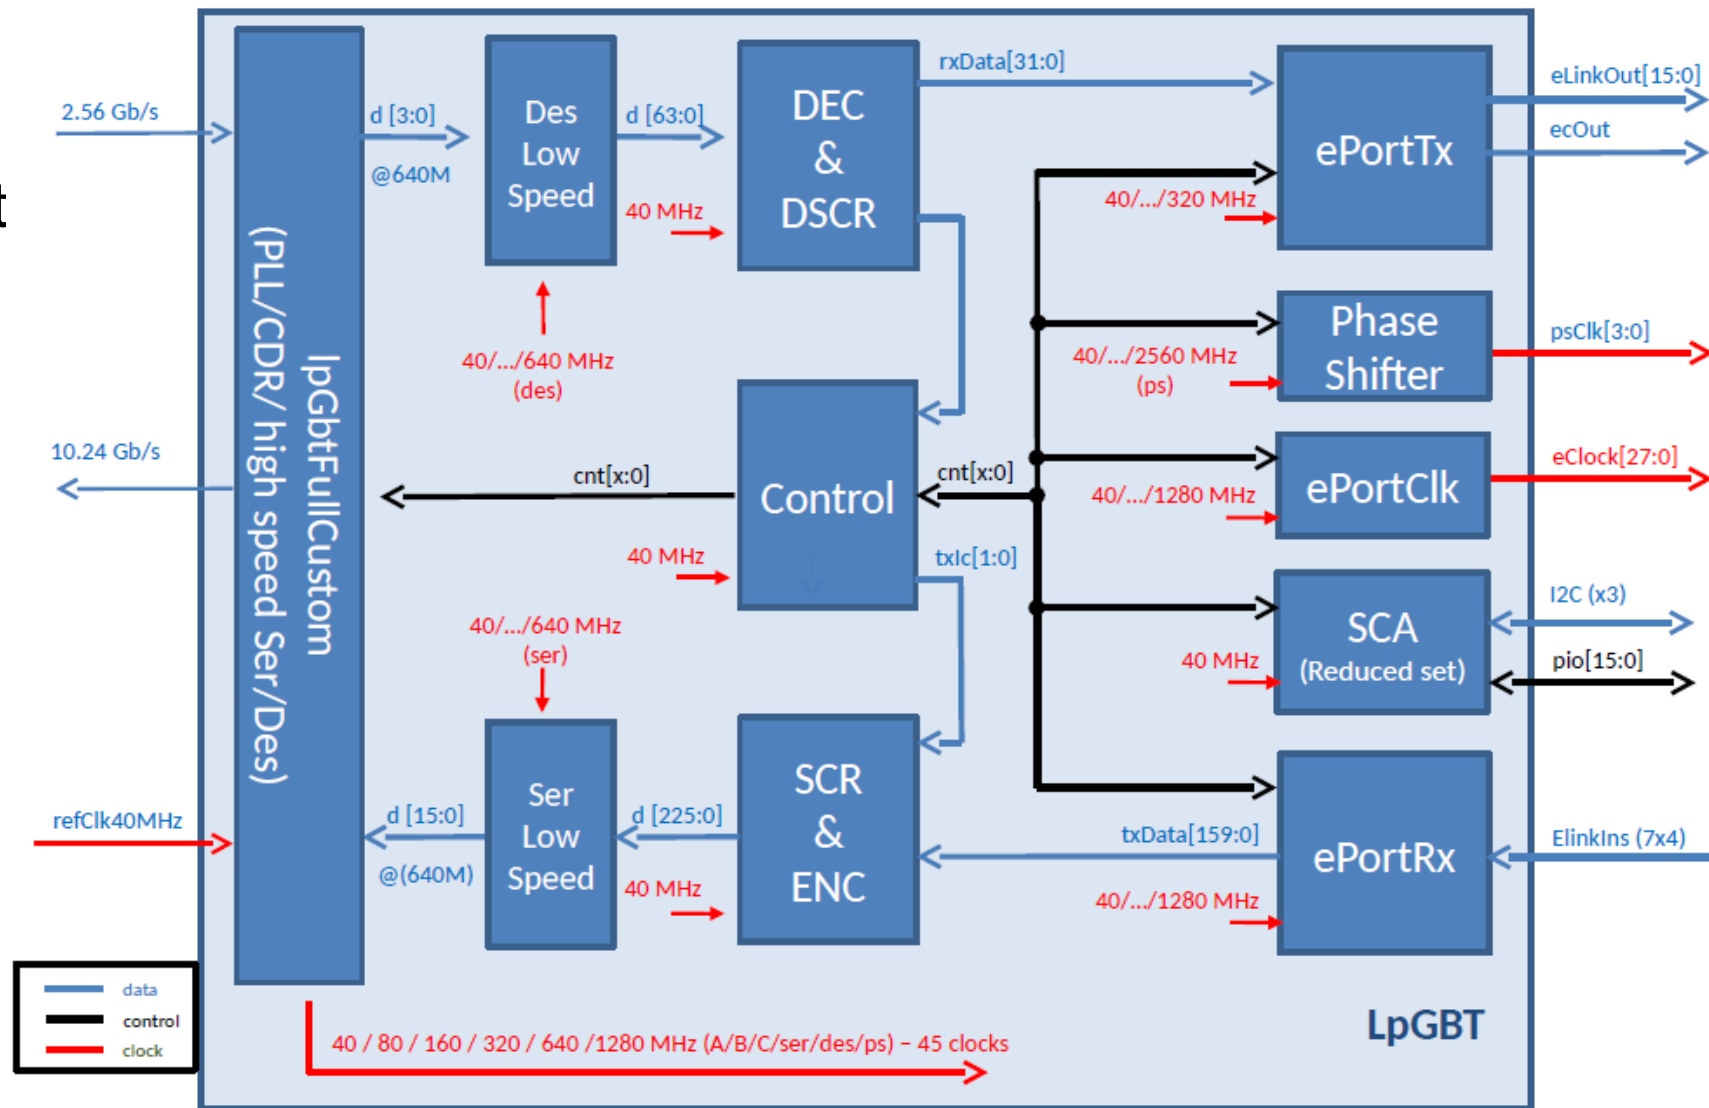 t
2.56 Gb/s
10.24 Gb/s
refClk40MHz
lpGbtFullCustom
(PLL/CDR/ high speed Ser/Des)
d [3:0]
@640M
Des
Low
Speed
40/.../640 MHz
(des)
d [63:0]
40 MHz
DEC
&
DSCR
rxData[31:0]
cnt[x:0]
Control
40 MHz
cnt[x:0]
txIc[1:0]
40/.../640 MHz
(ser)
Ser
Low
Speed
d [15:0]
@(640M)
d [225:0]
40 MHz
SCR
&
ENC
txData[159:0]
ePortTx
40/.../320 MHz
eLinkOut[15:0]
ecOut
Phase
Shifter
40/.../2560 MHz
(ps)
psClk[3:0]
ePortClk
40/.../1280 MHz
eClock[27:0]
SCA
(Reduced set)
40 MHz
I2C (x3)
pio[15:0]
ePortRx
40/.../1280 MHz
ElinkIns (7x4)
data
control
clock
40 / 80 / 160 / 320 / 640 /1280 MHz (A/B/C/ser/des/ps) – 45 clocks
LpGBT